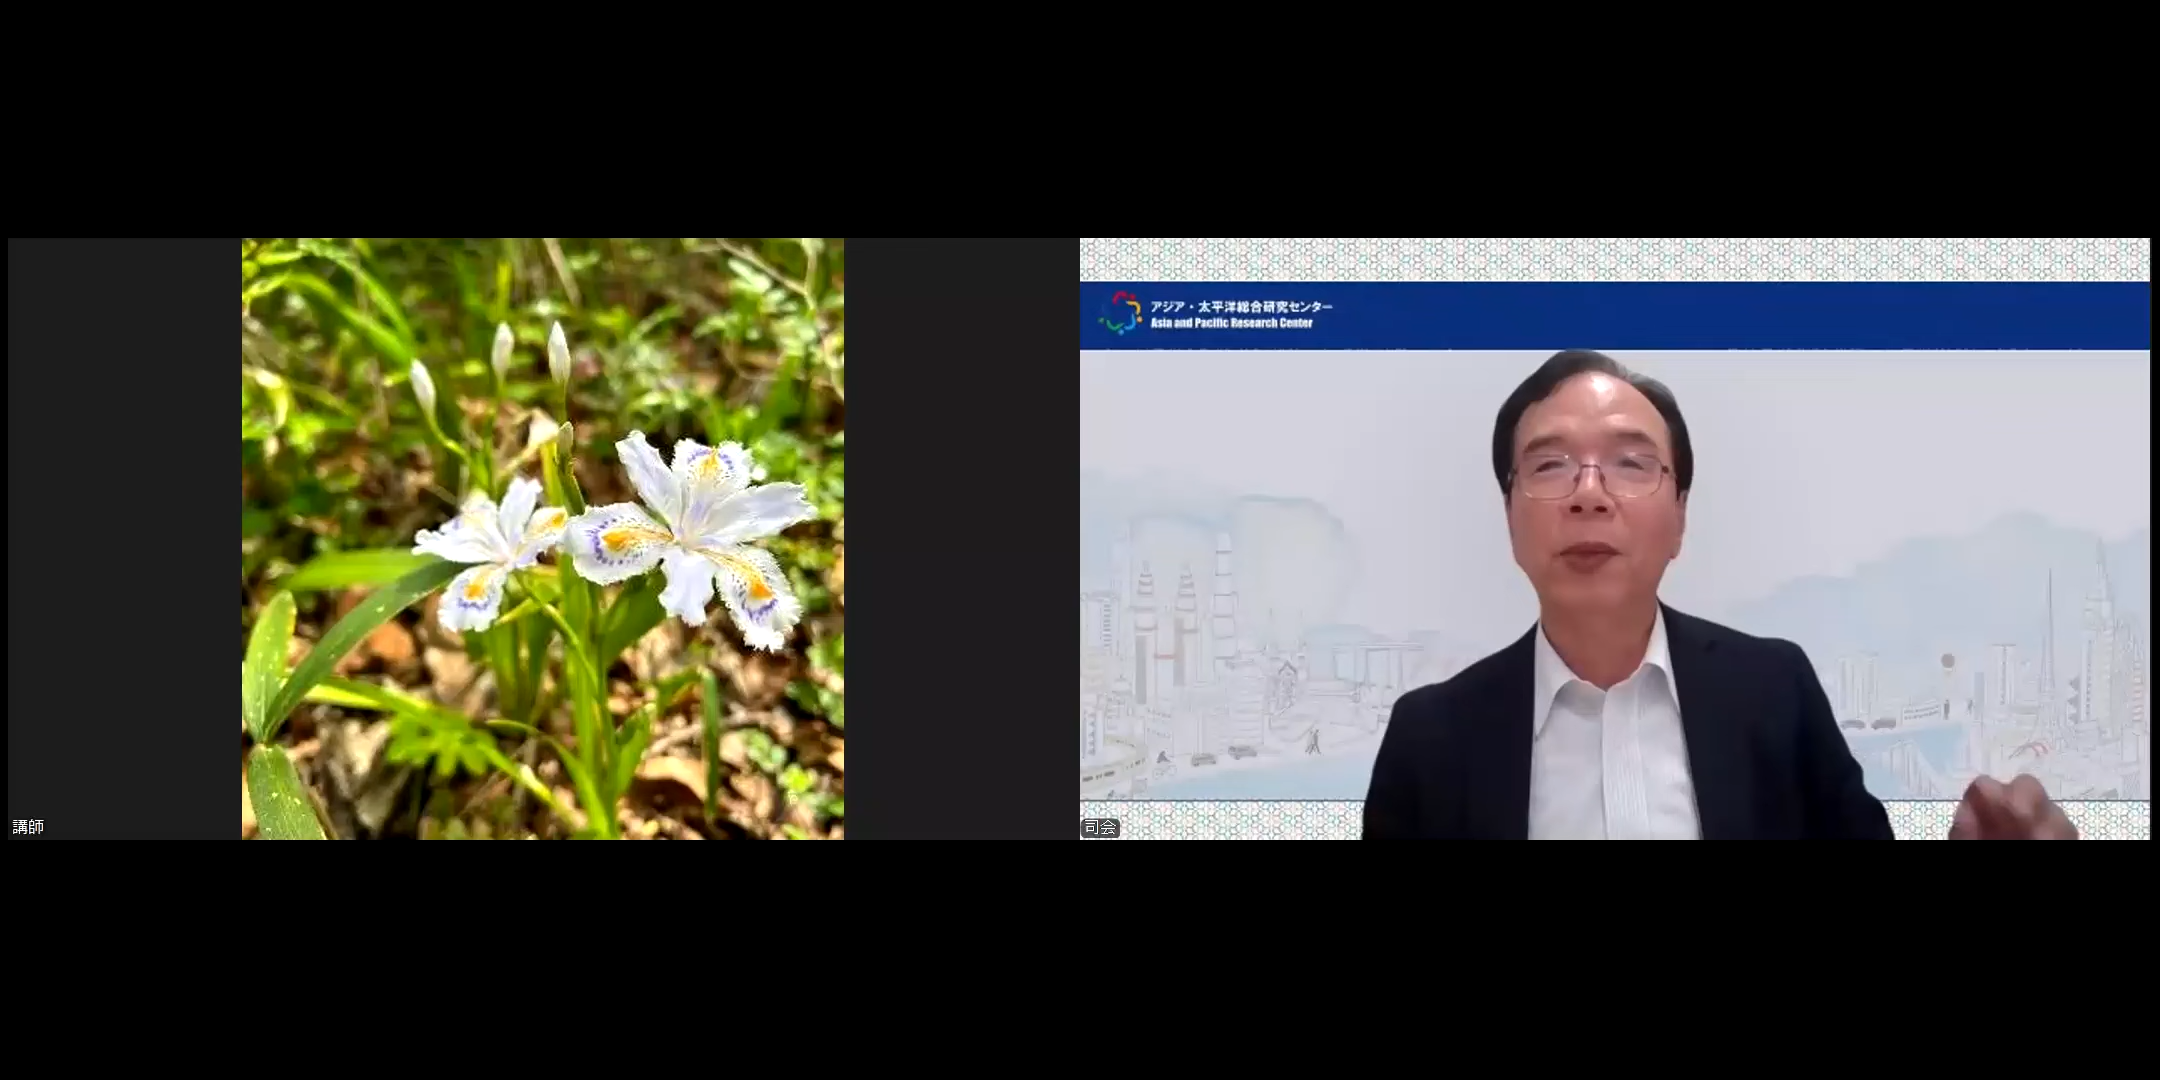 アジア・太平洋総合研究センター
Asia and Pacific Research Center
講師
司会